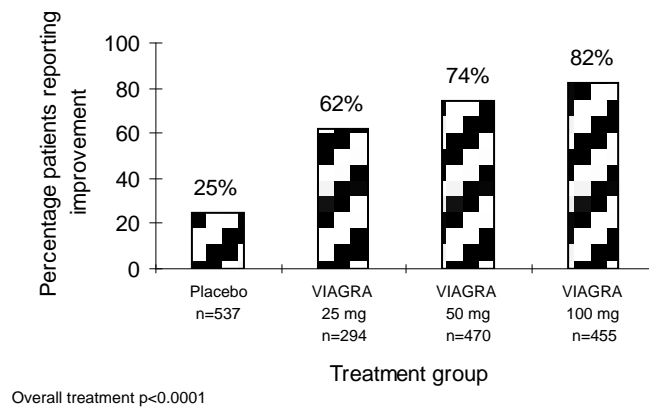 Percentage patients reporting
improvement
100
80
60
40
20
0
25%
62%
74%
82%
Placebo
n=537
VIAGRA
25 mg
n=294
VIAGRA
50 mg
n=470
VIAGRA
100 mg
n=455
Treatment group
Overall treatment p<0.0001